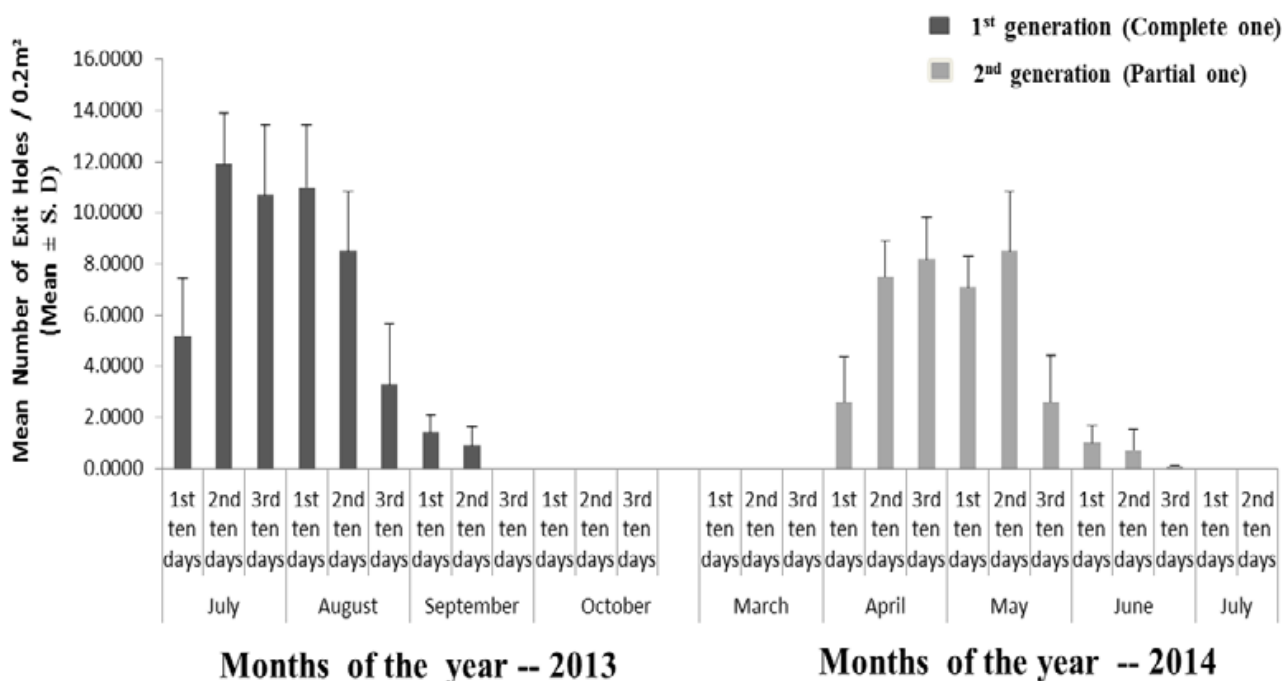 1st generation (Complete one)
2nd generation (Partial one)
Mean Number of Exit Holes / 0.2m²
(Mean ± S. D)
16.0000
14.0000
12.0000
10.0000
8.0000
6.0000
4.0000
2.0000
0.0000
1st 2nd 3rd 1st 2nd 3rd 1st 2nd 3rd 1st 2nd 3rd 1st 2nd 3rd 1st 2nd 3rd 1st 2nd 3rd 1st 2nd 3rd 1st 2nd
ten ten ten ten ten ten ten ten ten ten ten ten ten ten ten ten ten ten ten ten ten ten ten ten ten ten
days days days days days days days days days days days days days days days days days days days days days days days days days days
July August September October March April May June July
Months of the year -- 2013 Months of the year -- 2014